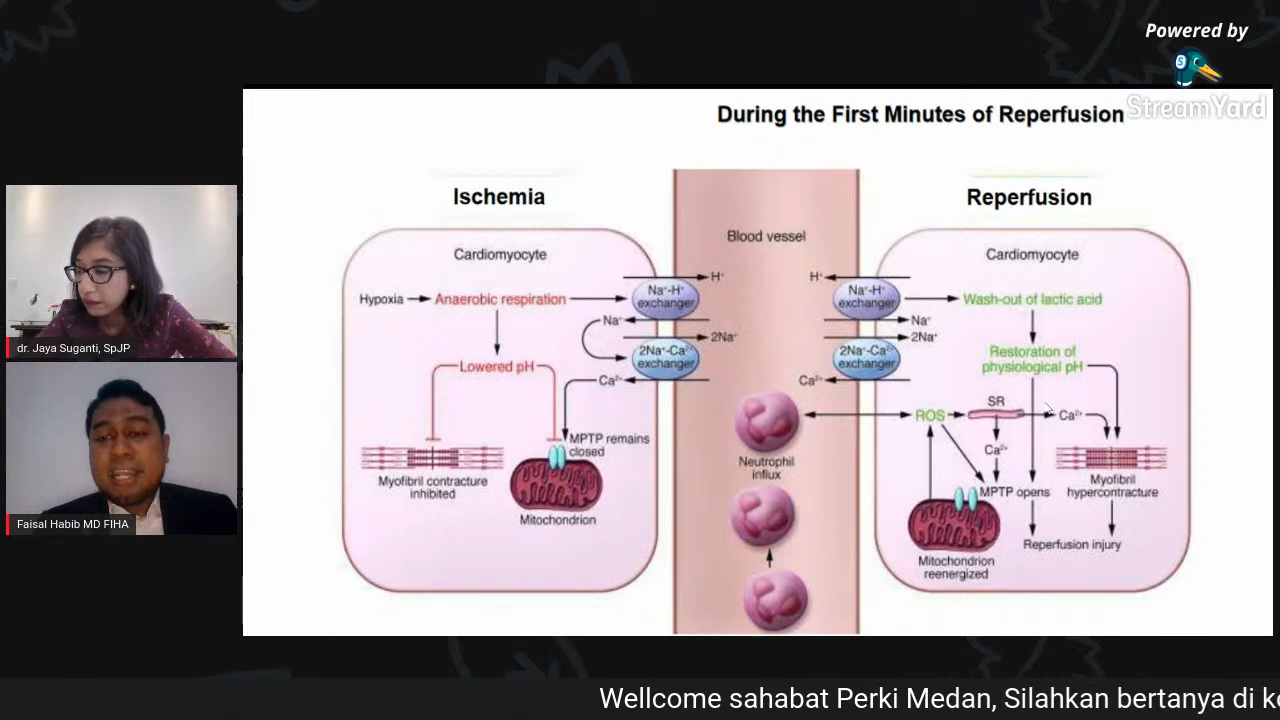 Powered by
StreamYard
During the First Minutes of Reperfusion
Ischemia
Cardiomyocyte
Hypoxia
Anaerobic respiration
Lowered pH
Na⁺-H⁺
exchanger
H⁺
Na⁺
2Na⁺
2Na⁺-Ca²⁺
exchanger
Ca²⁺
MPTP remains
closed
Myofibril contracture
inhibited
Mitochondrion
Blood vessel
Neutrophil
influx
Reperfusion
Cardiomyocyte
H⁺
Na⁺-H⁺
exchanger
Wash-out of lactic acid
Na⁺
2Na⁺
2Na⁺-Ca²⁺
exchanger
Ca²⁺
Restoration of
physiological pH
ROS
SR
Ca²⁺
Ca²⁺
MPTP opens
Myofibril
hypercontracture
Reperfusion injury
Mitochondrion
reenergized
dr. Jaya Suganti, SpJP
Faisal Habib MD FIHA
Wellcome sahabat Perki Medan, Silahkan bertanya di